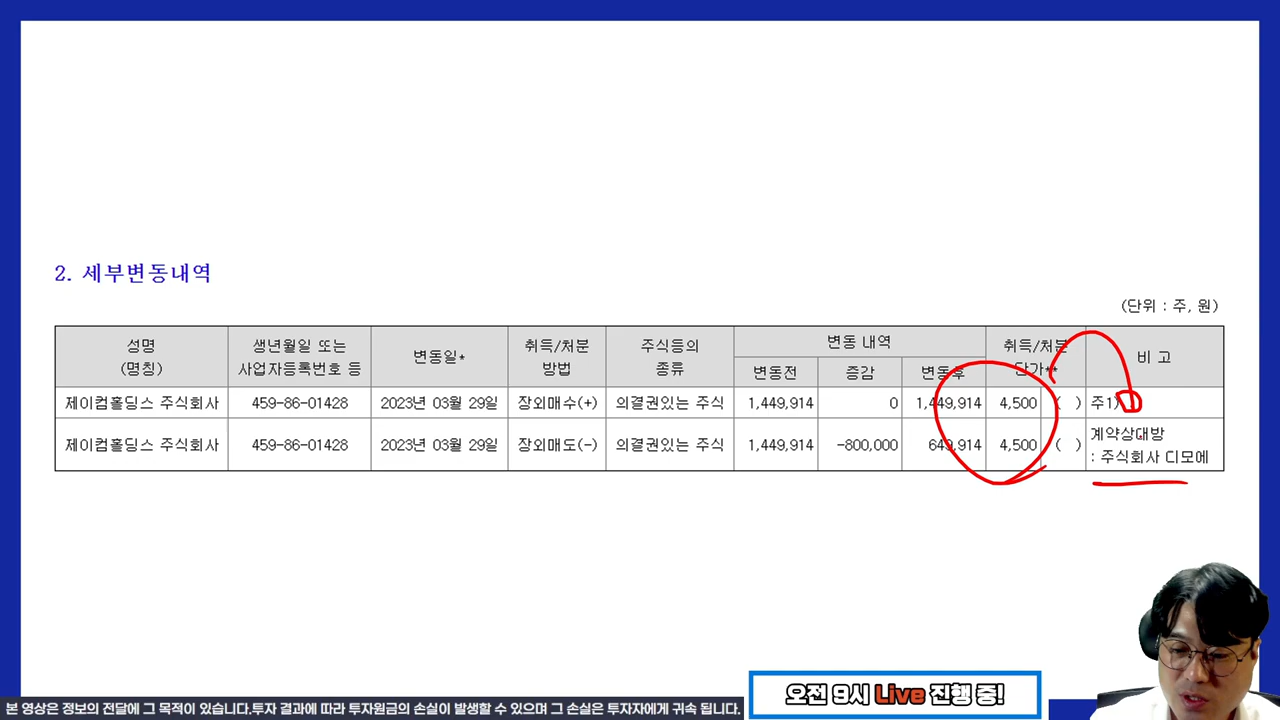 2. 세부변동내역
(단위 : 주, 원)
성명 (명칭) 생년월일 또는 사업자등록번호 등 변동일* 취득/처분 방법 주식등의 종류 변동 내역 취득/처분 단가** 비 고
변동전 증감 변동후
제이컴홀딩스 주식회사 459-86-01428 2023년 03월 29일 장외매수(+) 의결권있는 주식 1,449,914 0 1,449,914 4,500 ( ) 주1)
제이컴홀딩스 주식회사 459-86-01428 2023년 03월 29일 장외매도(-) 의결권있는 주식 1,449,914 -800,000 649,914 4,500 ( ) 계약상대방 : 주식회사 디모에
오전 9시 Live 진행 중!
본 영상은 정보의 전달에 그 목적이 있습니다.투자 결과에 따라 투자원금의 손실이 발생할 수 있으며 그 손실은 투자자에게 귀속 됩니다.